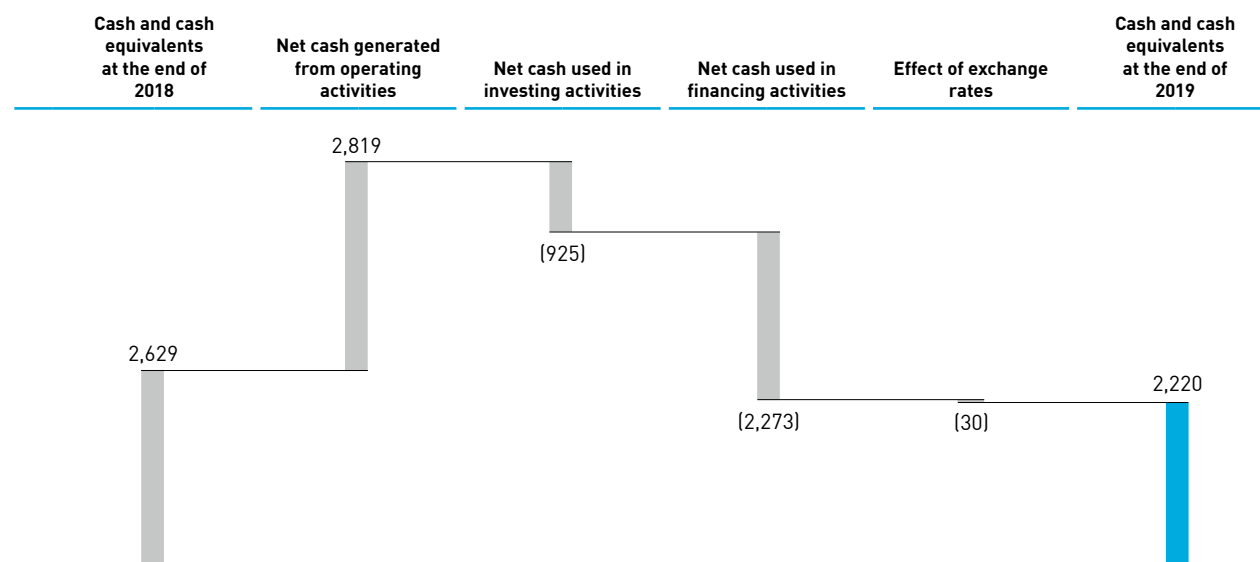 Cash and cash
equivalents
at the end of
2018
Net cash generated
from operating
activities
Net cash used in
investing activities
Net cash used in
financing activities
Effect of exchange
rates
Cash and cash
equivalents
at the end of
2019
2,629
2,819
(925)
(2,273)
(30)
2,220